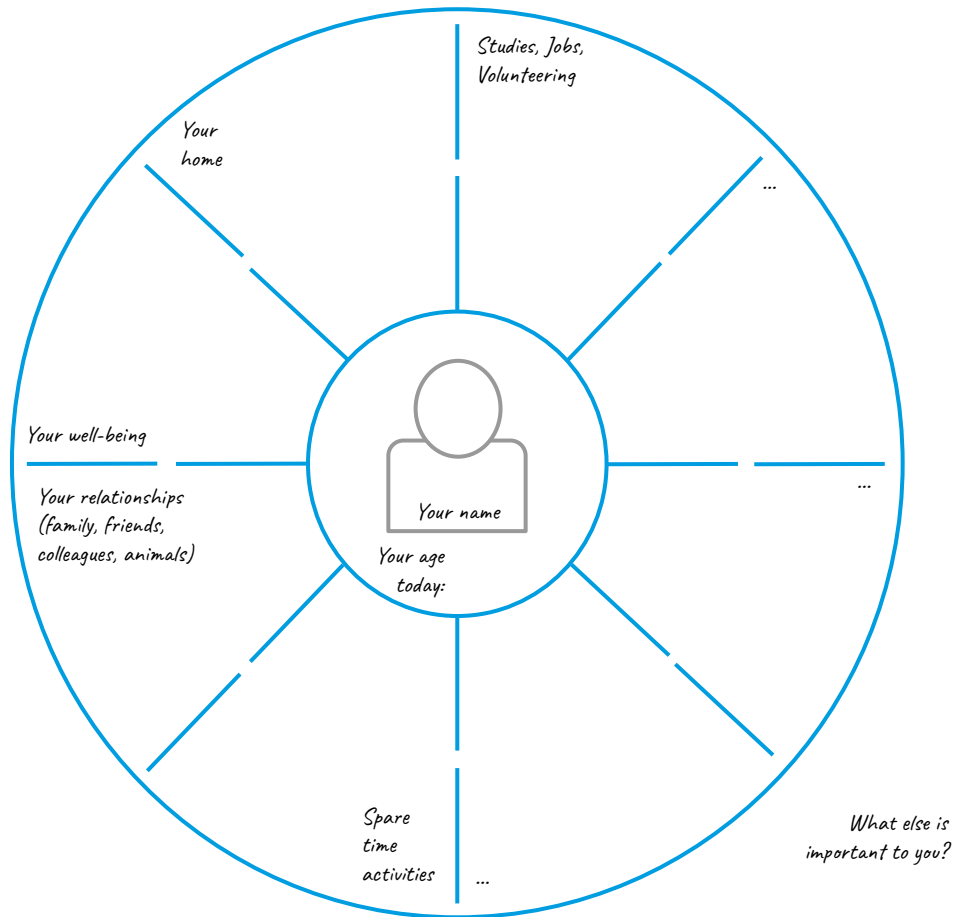 Studies, Jobs,
Volunteering
Your
home
...
Your well-being
Your relationships
(family, friends,
colleagues, animals)
...
Your name
Your age
today:
Spare
time
activities
...
What else is
important to you?